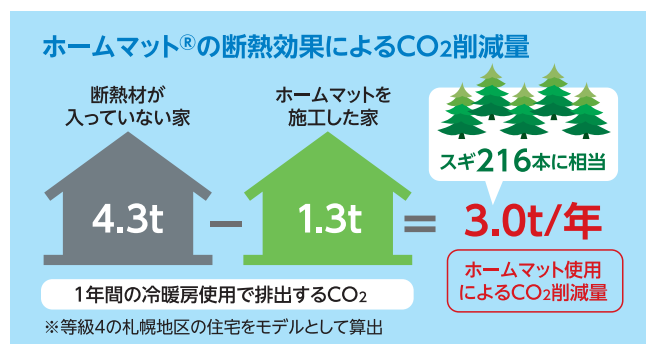 ホームマット®の断熱効果によるCO2削減量
断熱材が
入っていない家
ホームマットを
施工した家
スギ216本に相当
4.3t － 1.3t ＝ 3.0t/年
ホームマット使用
によるCO2削減量
1年間の冷暖房使用で排出するCO2
※等級4の札幌地区の住宅をモデルとして算出